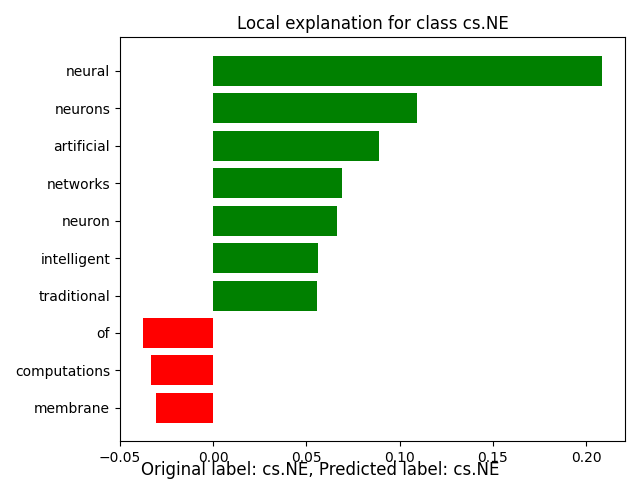 Local explanation for class cs.NE
neural
neurons
artificial
networks
neuron
intelligent
traditional
of
computations
membrane
−0.05 0.00 0.05 0.10 0.15 0.20
Original label: cs.NE, Predicted label: cs.NE